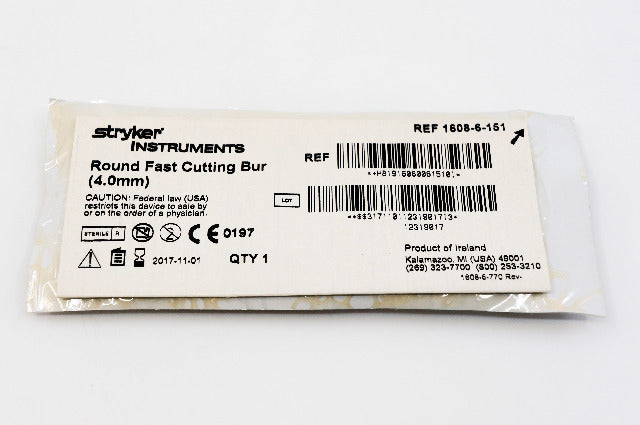 stryker
INSTRUMENTS
REF 1608-6-151
Round Fast Cutting Bur
(4.0mm)
REF
CAUTION: Federal law (USA)
restricts this device to sale by
or on the order of a physician.
LOT
12319017
STERILE R
CE 0197
2017-11-01
QTY 1
Product of Ireland
Kalamazoo, MI (USA) 49001
(269) 323-7700 (800) 253-3210
1608-6-770 Rev-